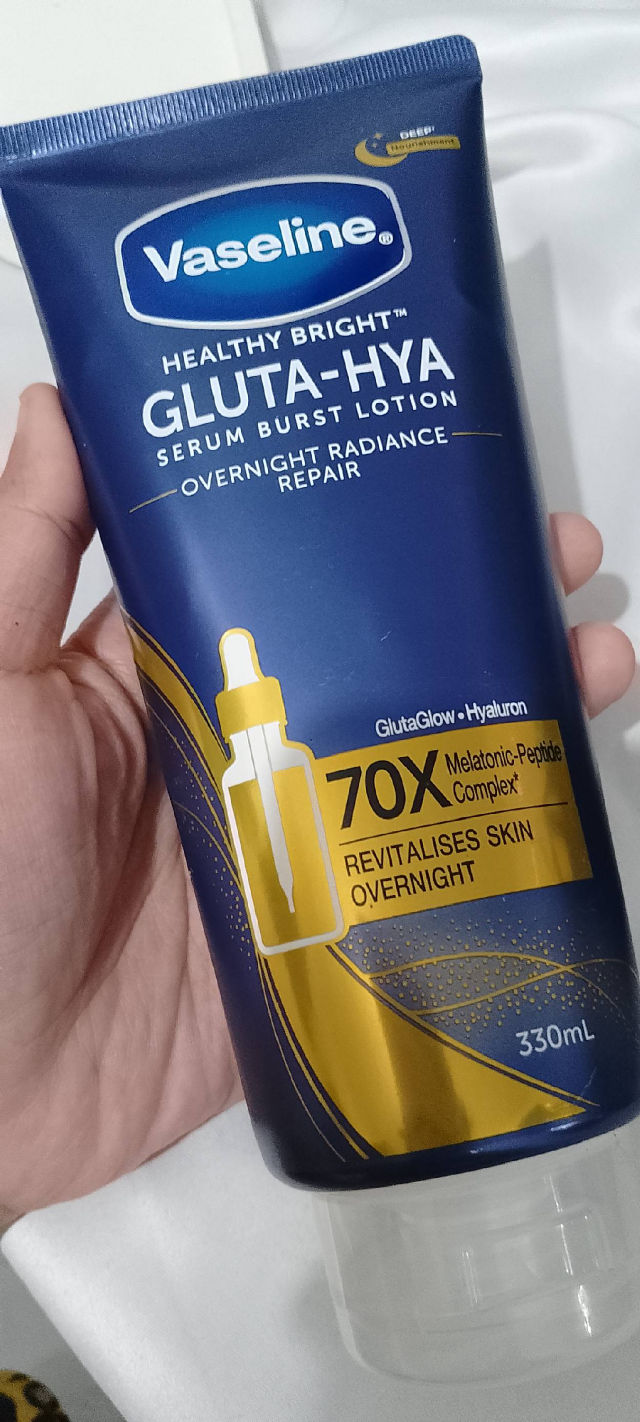 DEEP
Nourishment
Vaseline®
HEALTHY BRIGHT™
GLUTA-HYA
SERUM BURST LOTION
OVERNIGHT RADIANCE
REPAIR
GlutaGlow • Hyaluron
70X Melatonic-Peptide
Complex*
REVITALISES SKIN
OVERNIGHT
330mL